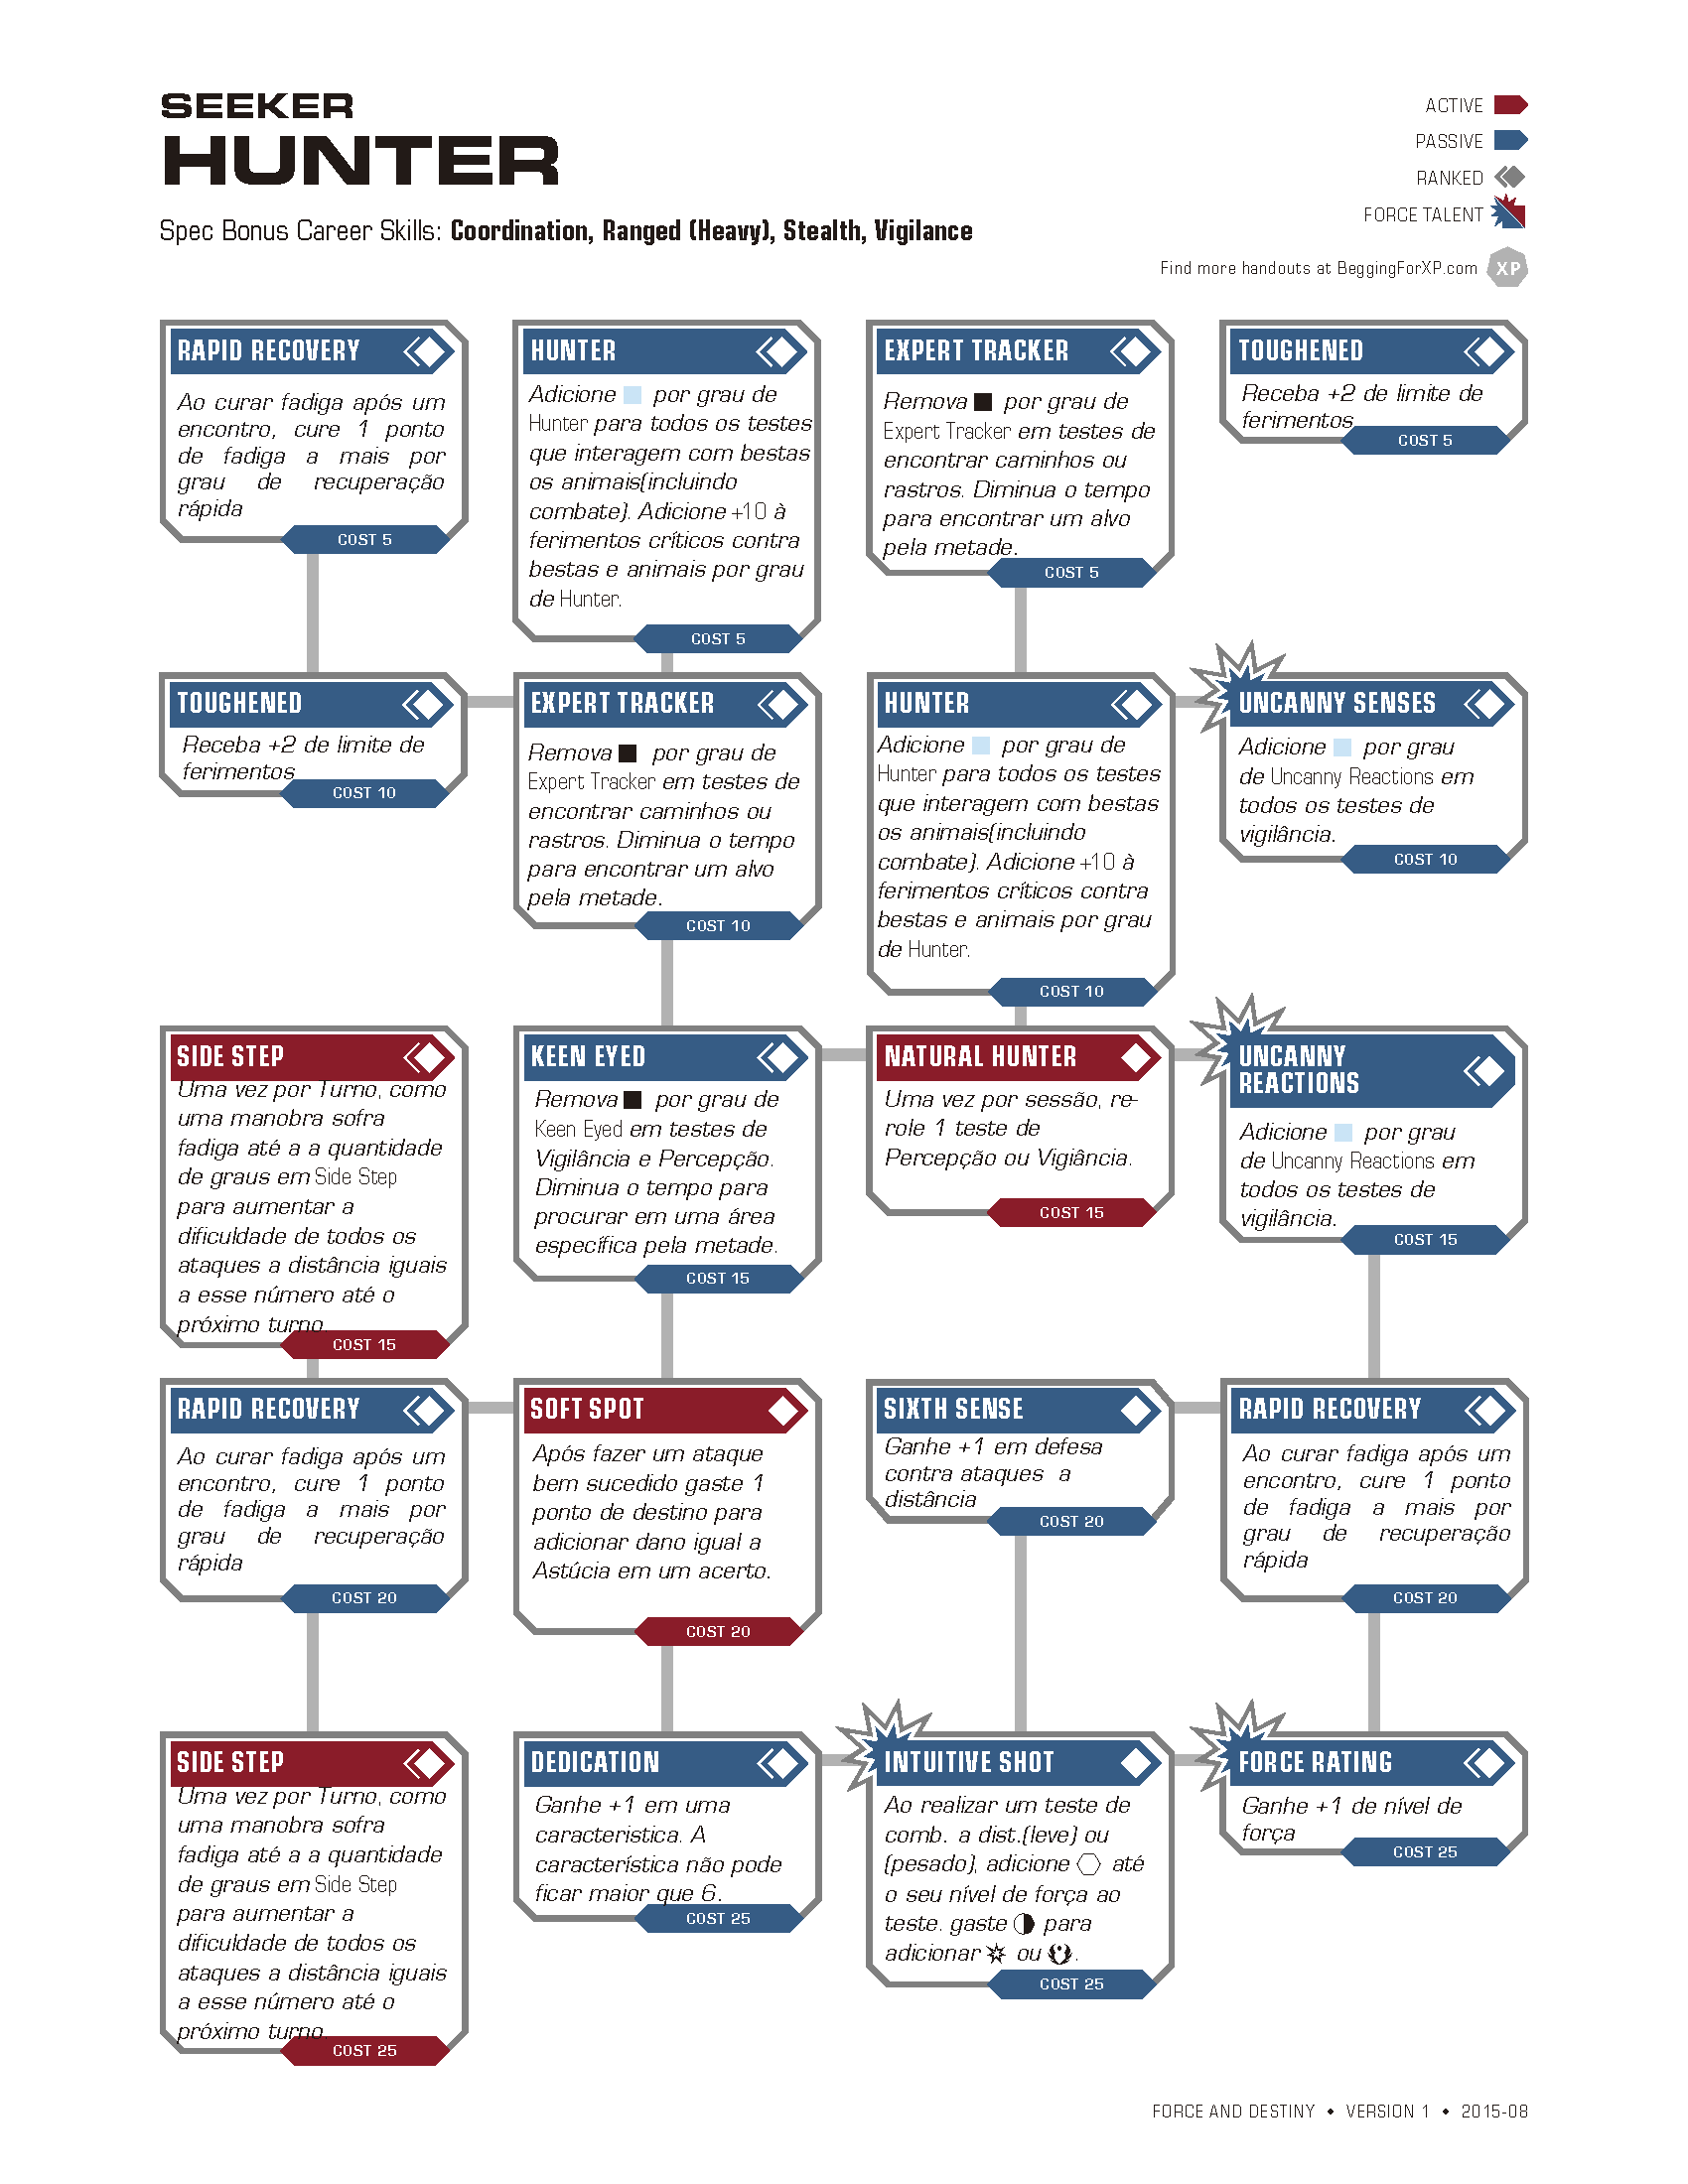 SEEKER
HUNTER
Spec Bonus Career Skills: Coordination, Ranged (Heavy), Stealth, Vigilance
ACTIVE
PASSIVE
RANKED
FORCE TALENT
Find more handouts at BeggingForXP.com XP
RAPID RECOVERY
Ao curar fadiga após um
encontro, cure 1 ponto
de fadiga a mais por
grau de recuperação
rápida
COST 5
HUNTER
Adicione por grau de
Hunter para todos os testes
que interagem com bestas
os animais(incluindo
combate). Adicione +10 à
ferimentos críticos contra
bestas e animais por grau
de Hunter.
COST 5
EXPERT TRACKER
Remova por grau de
Expert Tracker em testes de
encontrar caminhos ou
rastros. Diminua o tempo
para encontrar um alvo
pela metade.
COST 5
TOUGHENED
Receba +2 de limite de
ferimentos
COST 5
TOUGHENED
Receba +2 de limite de
ferimentos
COST 10
EXPERT TRACKER
Remova por grau de
Expert Tracker em testes de
encontrar caminhos ou
rastros. Diminua o tempo
para encontrar um alvo
pela metade.
COST 10
HUNTER
Adicione por grau de
Hunter para todos os testes
que interagem com bestas
os animais(incluindo
combate). Adicione +10 à
ferimentos críticos contra
bestas e animais por grau
de Hunter.
COST 10
UNCANNY SENSES
Adicione por grau
de Uncanny Reactions em
todos os testes de
vigilância.
COST 10
SIDE STEP
Uma vez por Turno, como
uma manobra sofra
fadiga até a a quantidade
de graus em Side Step
para aumentar a
dificuldade de todos os
ataques a distância iguais
a esse número até o
próximo turno.
COST 15
KEEN EYED
Remova por grau de
Keen Eyed em testes de
Vigilância e Percepção.
Diminua o tempo para
procurar em uma área
específica pela metade.
COST 15
NATURAL HUNTER
Uma vez por sessão, re-
role 1 teste de
Percepção ou Vigiância.
COST 15
UNCANNY
REACTIONS
Adicione por grau
de Uncanny Reactions em
todos os testes de
vigilância.
COST 15
RAPID RECOVERY
Ao curar fadiga após um
encontro, cure 1 ponto
de fadiga a mais por
grau de recuperação
rápida
COST 20
SOFT SPOT
Após fazer um ataque
bem sucedido gaste 1
ponto de destino para
adicionar dano igual a
Astúcia em um acerto.
COST 20
SIXTH SENSE
Ganhe +1 em defesa
contra ataques a
distância
COST 20
RAPID RECOVERY
Ao curar fadiga após um
encontro, cure 1 ponto
de fadiga a mais por
grau de recuperação
rápida
COST 20
SIDE STEP
Uma vez por Turno, como
uma manobra sofra
fadiga até a a quantidade
de graus em Side Step
para aumentar a
dificuldade de todos os
ataques a distância iguais
a esse número até o
próximo turno.
COST 25
DEDICATION
Ganhe +1 em uma
caracteristica. A
característica não pode
ficar maior que 6.
COST 25
INTUITIVE SHOT
Ao realizar um teste de
comb. a dist.(leve) ou
(pesado), adicione até
o seu nível de força ao
teste. gaste para
adicionar ou .
COST 25
FORCE RATING
Ganhe +1 de nível de
força
COST 25
FORCE AND DESTINY • VERSION 1 • 2015-08